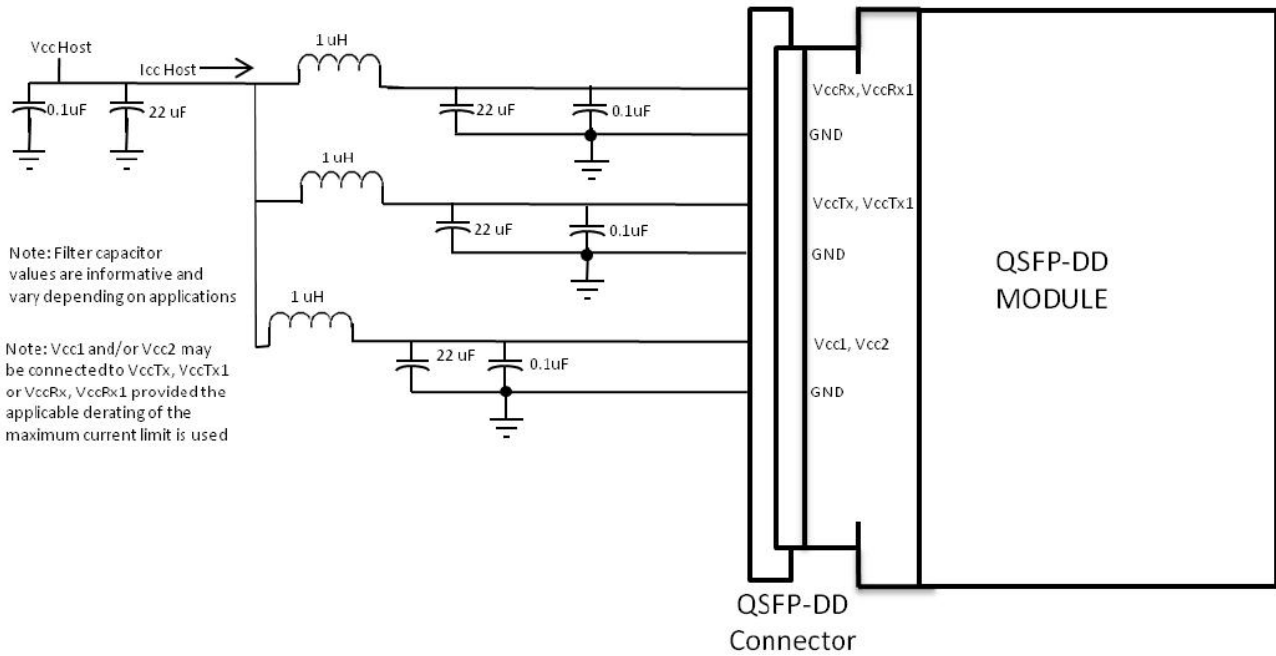 Vcc Host
Icc Host
0.1uF
22 uF
1 uH
22 uF
0.1uF
VccRx, VccRx1
GND
1 uH
22 uF
0.1uF
VccTx, VccTx1
GND
Note: Filter capacitor
values are informative and
vary depending on applications
1 uH
22 uF
0.1uF
Vcc1, Vcc2
GND
Note: Vcc1 and/or Vcc2 may
be connected to VccTx, VccTx1
or VccRx, VccRx1 provided the
applicable derating of the
maximum current limit is used
QSFP-DD
MODULE
QSFP-DD
Connector